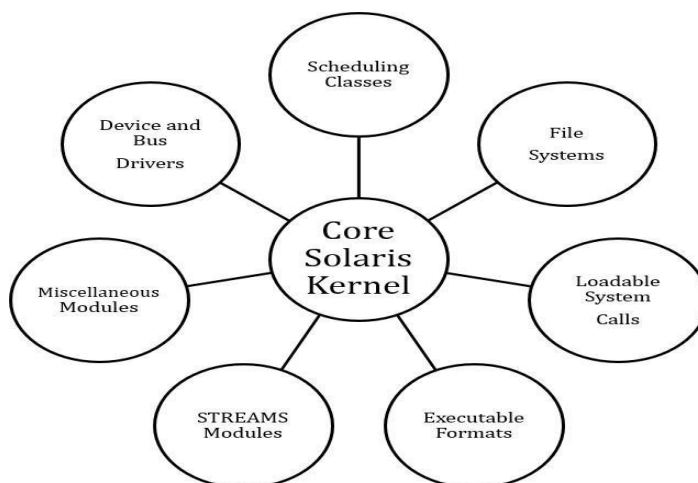 Scheduling
Classes
Device and
Bus
Drivers
File
Systems
Core
Solaris
Kernel
Miscellaneous
Modules
Loadable
System
Calls
STREAMS
Modules
Executable
Formats